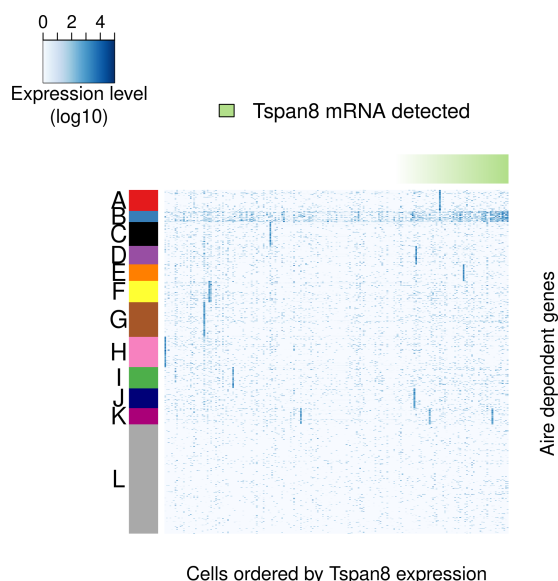 0 2 4
Expression level
(log10)
Tspan8 mRNA detected
A
B
C
D
E
F
G
H
I
J
K
L
Aire dependent genes
Cells ordered by Tspan8 expression